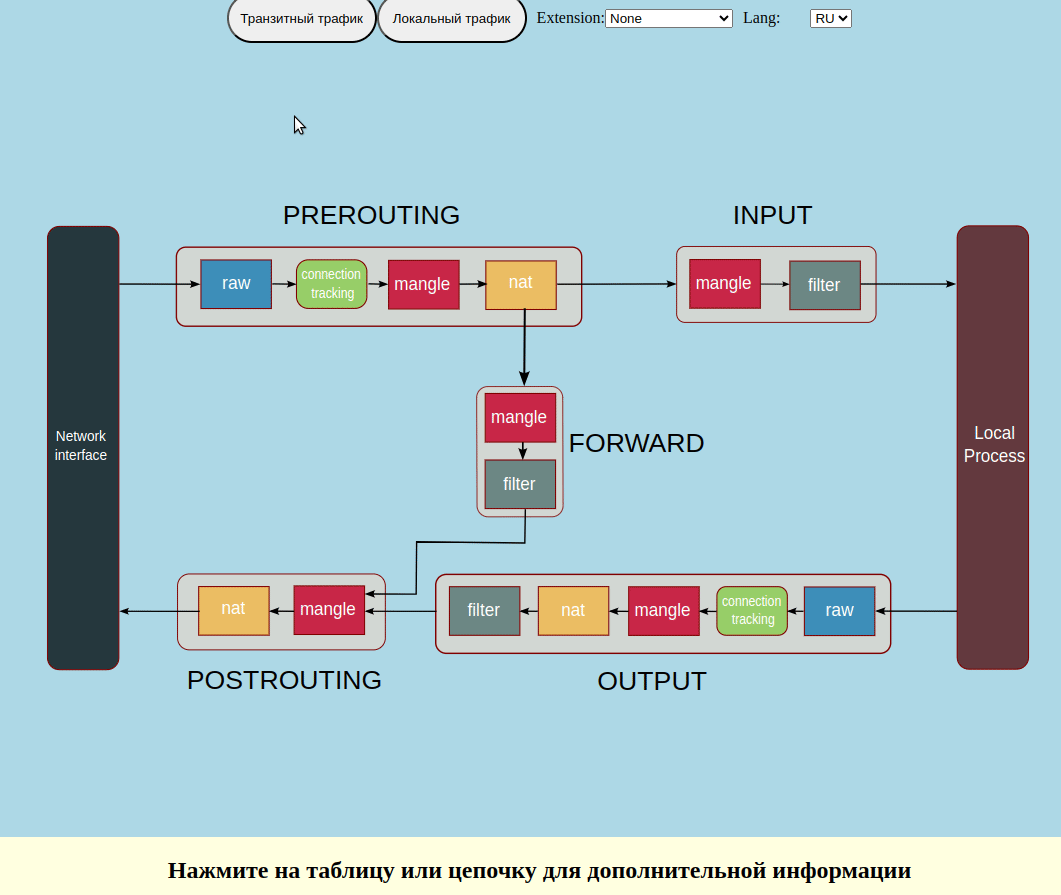 Транзитный трафик Локальный трафик Extension: None Lang: RU
PREROUTING INPUT
raw connection mangle nat mangle filter
tracking
Network
interface
mangle
FORWARD
filter
Local
Process
nat mangle filter nat mangle connection raw
tracking
POSTROUTING OUTPUT
Нажмите на таблицу или цепочку для дополнительной информации